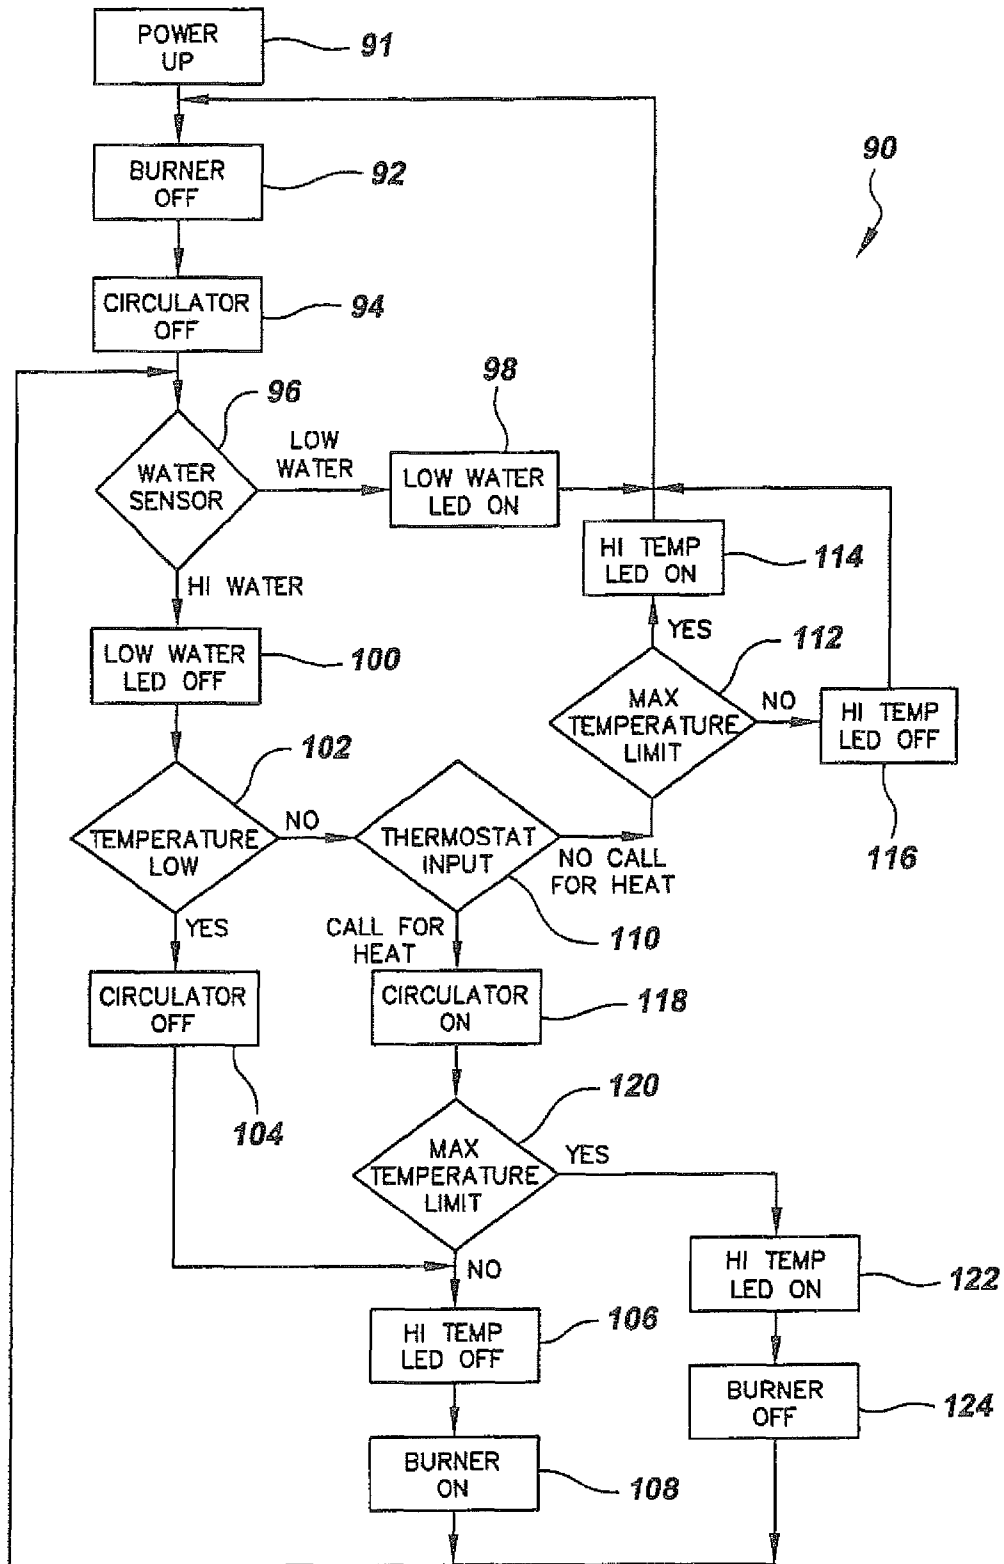 POWER
UP
91
90
BURNER
OFF
92
CIRCULATOR
OFF
94
96
98
WATER
SENSOR
LOW
WATER
LOW WATER
LED ON
HI TEMP
LED ON
114
HI WATER
YES
112
LOW WATER
LED OFF
100
MAX
TEMPERATURE
LIMIT
NO
HI TEMP
LED OFF
116
102
TEMPERATURE
LOW
NO
THERMOSTAT
INPUT
NO CALL
FOR HEAT
110
YES
CALL FOR
HEAT
CIRCULATOR
OFF
104
CIRCULATOR
ON
118
120
MAX
TEMPERATURE
LIMIT
YES
NO
HI TEMP
LED ON
122
HI TEMP
LED OFF
106
BURNER
OFF
124
BURNER
ON
108